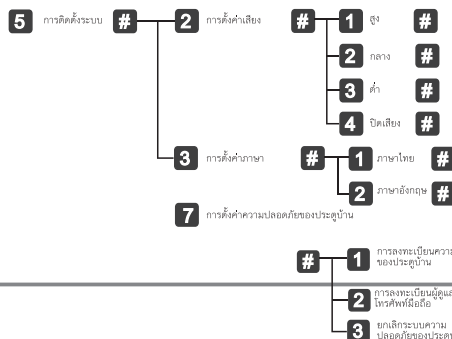 5 การติดตั้งระบบ # 2 การตั้งค่าเสียง # 1 สูง #
2 กลาง #
3 ต่ำ #
4 ปิดเสียง #
3 การตั้งค่าภาษา # 1 ภาษาไทย #
2 ภาษาอังกฤษ #
7 การตั้งค่าความปลอดภัยของประตูบ้าน
# 1 การลงทะเบียนความ
ของประตูบ้าน
2 การลงทะเบียนผู้ดูแล
โทรศัพท์มือถือ
3 ยกเลิกระบบความ
ปลอดภัยของประตู